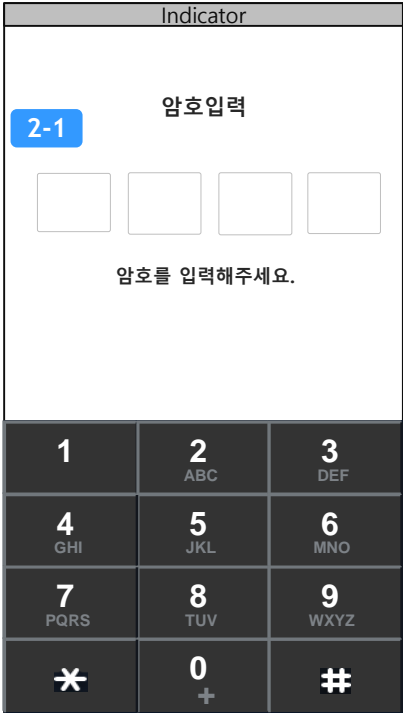 Indicator
암호입력
2-1
암호를 입력해주세요.
1 2 3
ABC DEF
4 5 6
GHI JKL MNO
7 8 9
PQRS TUV WXYZ
* 0 #
+